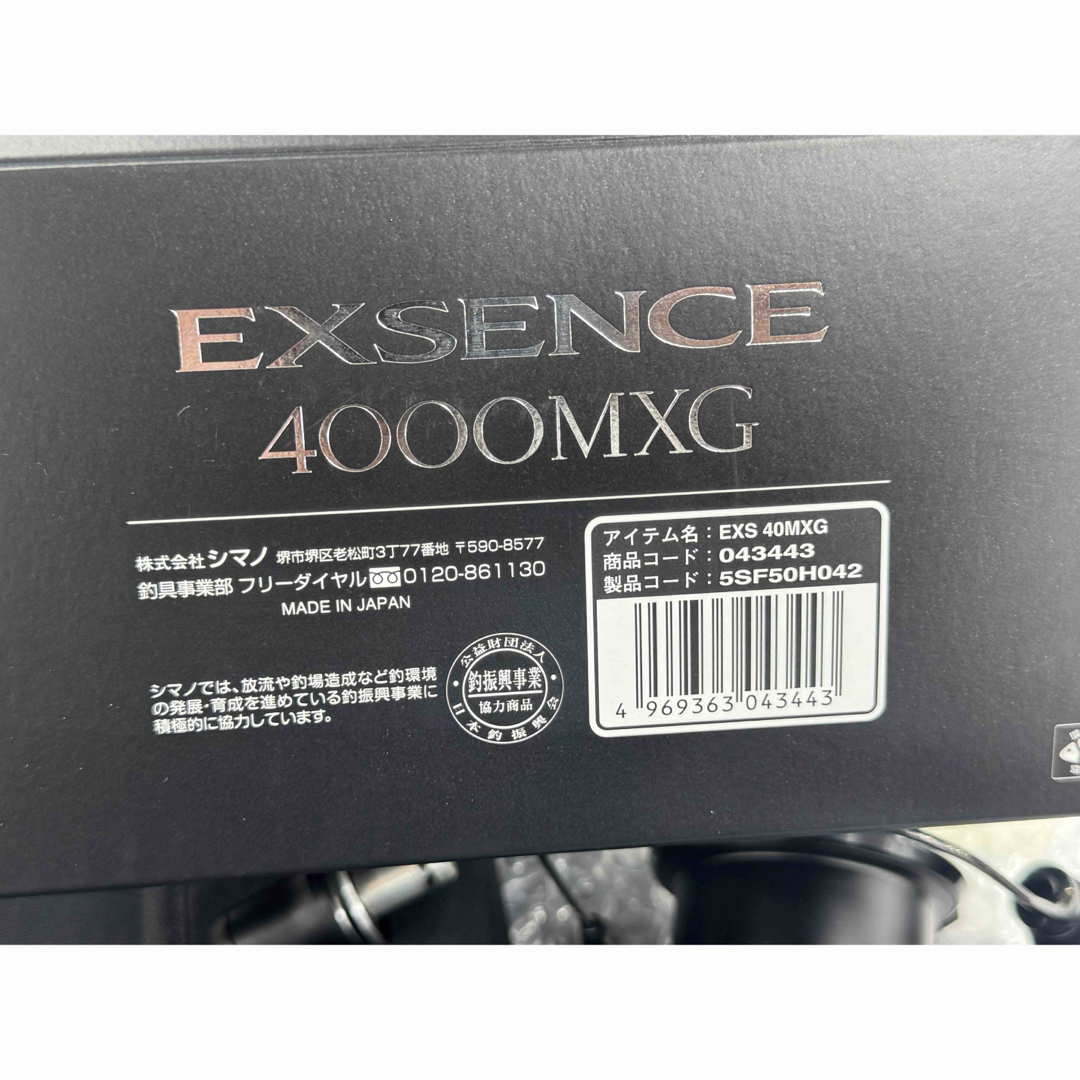 EXSENCE
4000MXG
株式会社シマノ 堺市堺区老松町3丁77番地 〒590-8577
釣具事業部 フリーダイヤル 0120-861130
MADE IN JAPAN
シマノでは、放流や釣場造成など釣環境
の発展・育成を進めている釣振興事業に
積極的に協力しています。
公益財団法人
釣振興事業
協力商品
日本釣振興会
アイテム名：EXS 40MXG
商品コード：043443
製品コード：5SF50H042
4 969363 043443